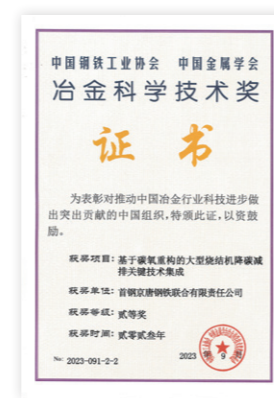 中国钢铁工业协会 中国金属学会
冶金科学技术奖
证书
为表彰对推动中国冶金行业科技进步做
出突出贡献的中国组织，特颁此证，以资鼓
励。
获奖项目：基于碳氧重构的大型烧结机降碳减
排关键技术集成
获奖单位：首钢京唐钢铁联合有限责任公司
获奖等级：贰等奖
获奖时间：贰零贰叁年
No: 2023-091-2-2
2023 年 9 月